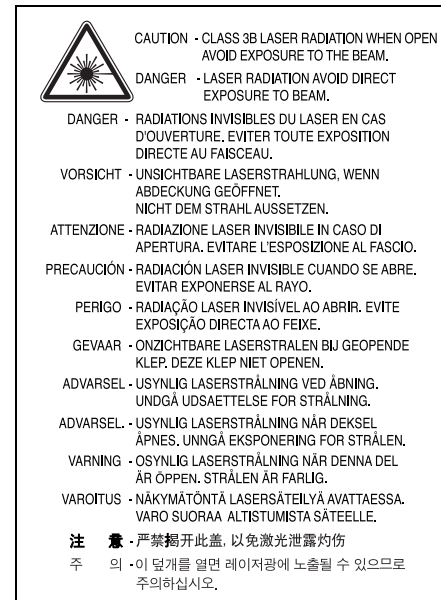 CAUTION - CLASS 3B LASER RADIATION WHEN OPEN
AVOID EXPOSURE TO THE BEAM.
DANGER - LASER RADIATION AVOID DIRECT
EXPOSURE TO BEAM.
DANGER - RADIATIONS INVISIBLES DU LASER EN CAS
D'OUVERTURE. EVITER TOUTE EXPOSITION
DIRECTE AU FAISCEAU.
VORSICHT - UNSICHTBARE LASERSTRAHLUNG, WENN
ABDECKUNG GEÖFFNET.
NICHT DEM STRAHL AUSSETZEN.
ATTENZIONE - RADIAZIONE LASER INVISIBILE IN CASO DI
APERTURA. EVITARE L'ESPOSIZIONE AL FASCIO.
PRECAUCIÓN - RADIACIÓN LASER INVISIBLE CUANDO SE ABRE.
EVITAR EXPONERSE AL RAYO.
PERIGO - RADIAÇÃO LASER INVISÍVEL AO ABRIR. EVITE
EXPOSIÇÃO DIRECTA AO FEIXE.
GEVAAR - ONZICHTBARE LASERSTRALEN BIJ GEOPENDE
KLEP. DEZE KLEP NIET OPENEN.
ADVARSEL - USYNLIG LASERSTRÅLNING VED ÅBNING.
UNDGÅ UDSAETTELSE FOR STRÅLNING.
ADVARSEL. - USYNLIG LASERSTRÅLNING NÅR DEKSEL
ÅPNES. UNNGÅ EKSPONERING FOR STRÅLEN.
VARNING - OSYNLIG LASERSTRÅLNING NÄR DENNA DEL
ÄR ÖPPEN. STRÅLEN ÄR FARLIG.
VAROITUS - NÄKYMÄTÖNTÄ LASERSÄTEILYÄ AVATTAESSA.
VARO SUORAA ALTISTUMISTA SÄTEELLE.
注 意 - 严禁揭开此盖, 以免激光泄露灼伤
주 의 - 이 덮개를 열면 레이저광에 노출될 수 있으므로
주의하십시오.